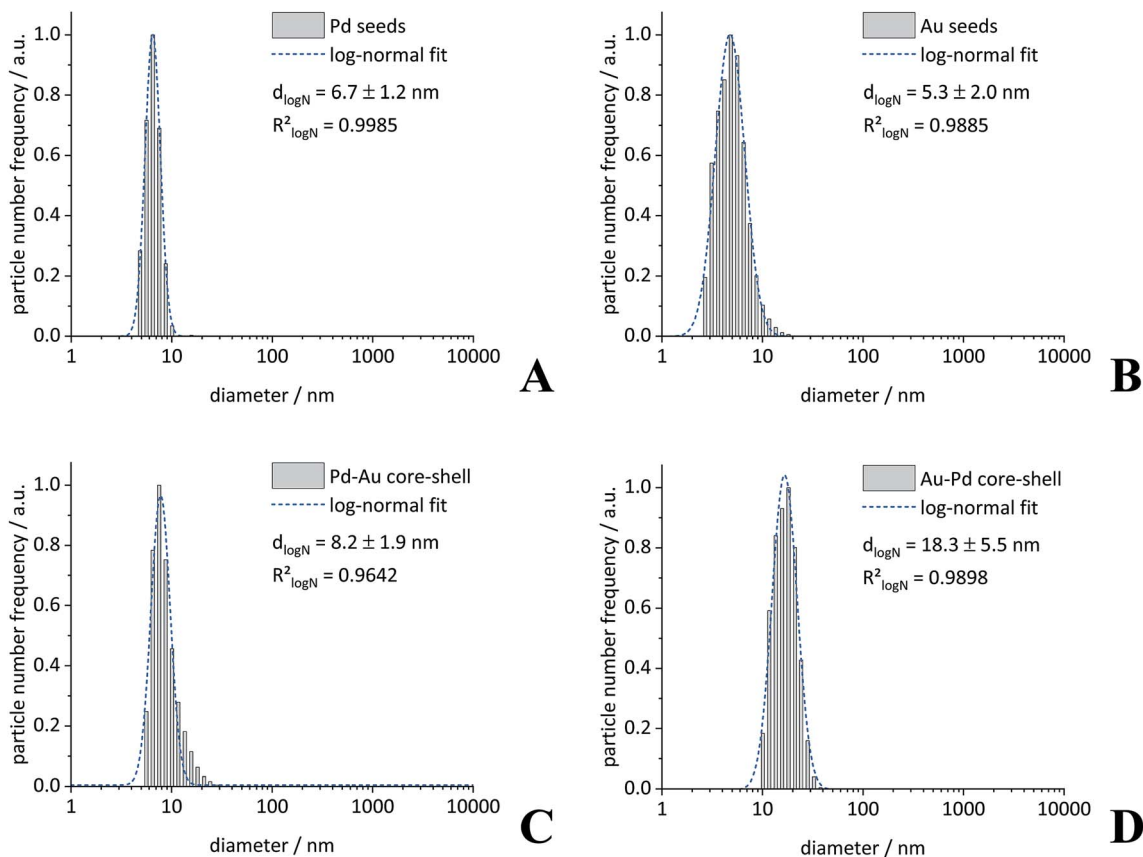 Pd seeds
log-normal fit
d_logN = 6.7 ± 1.2 nm
R²_logN = 0.9985
particle number frequency / a.u.
1.0
0.8
0.6
0.4
0.2
0.0
1 10 100 1000 10000
diameter / nm
A
Au seeds
log-normal fit
d_logN = 5.3 ± 2.0 nm
R²_logN = 0.9885
particle number frequency / a.u.
1.0
0.8
0.6
0.4
0.2
0.0
1 10 100 1000 10000
diameter / nm
B
Pd-Au core-shell
log-normal fit
d_logN = 8.2 ± 1.9 nm
R²_logN = 0.9642
particle number frequency / a.u.
1.0
0.8
0.6
0.4
0.2
0.0
1 10 100 1000 10000
diameter / nm
C
Au-Pd core-shell
log-normal fit
d_logN = 18.3 ± 5.5 nm
R²_logN = 0.9898
particle number frequency / a.u.
1.0
0.8
0.6
0.4
0.2
0.0
1 10 100 1000 10000
diameter / nm
D